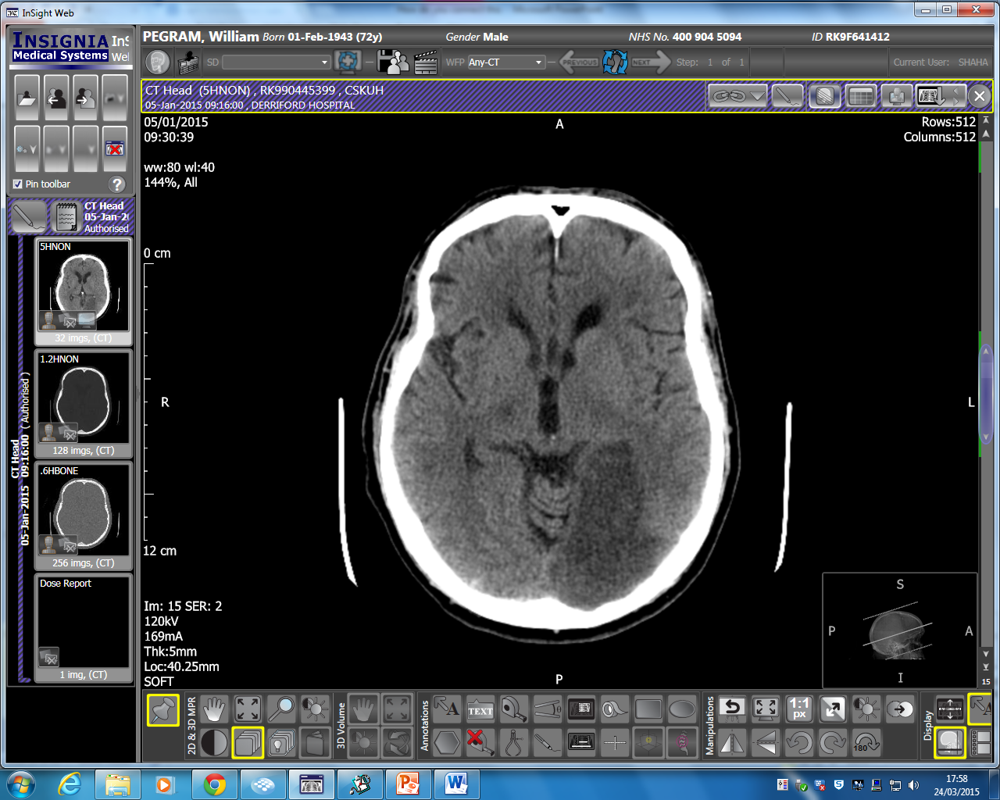 InSight Web
INSIGNIA InS
Medical Systems Wel
PEGRAM, William Born 01-Feb-1943 (72y) Gender Male NHS No. 400 904 5094 ID RK9F641412
SD WFP Any-CT PREVIOUS NEXT Step: 1 of 1 Current User: SHAHA
CT Head (5HNON) , RK990445399 , CSKUH
05-Jan-2015 09:16:00 , DERRIFORD HOSPITAL
Pin toolbar ?
CT Head
05-Jan-20
Authorised
CT Head
05-Jan-2015 09:16:00 ( Authorised )
5HNON
32 imgs, (CT)
1.2HNON
128 imgs, (CT)
.6HBONE
256 imgs, (CT)
Dose Report
1 img, (CT)
05/01/2015
09:30:39
ww:80 wl:40
144%, All
A
Rows:512
Columns:512
0 cm
R
L
12 cm
Im: 15 SER: 2
120kV
169mA
Thk:5mm
Loc:40.25mm
SOFT
P
S
P A
I
15
2D & 3D MPR
3D Volume
Annotations
A
TEXT
Manipulations
1:1
px
180
Display
A
17:58
24/03/2015